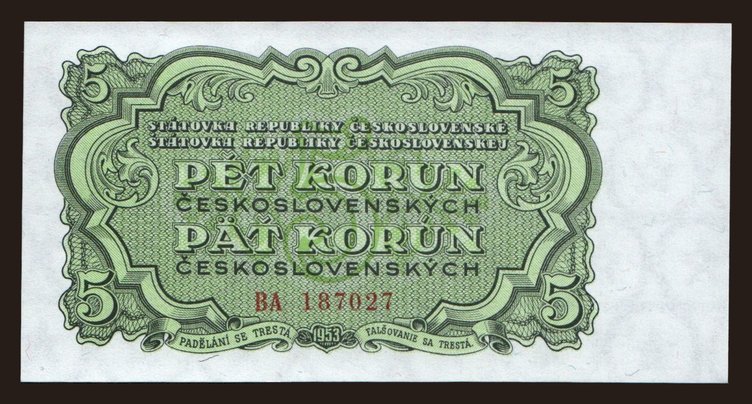 5 5
STÁTOVKA REPUBLIKY ČESKOSLOVENSKÉ
ŠTÁTOVKA REPUBLIKY ČESKOSLOVENSKEJ
PĚT KORUN
ČESKOSLOVENSKÝCH
PÄŤ KORÚN
ČESKOSLOVENSKÝCH
5 BA 187027 5
PADĚLÁNÍ SE TRESTÁ 1953 FALŠOVANIE SA TRESTÁ.